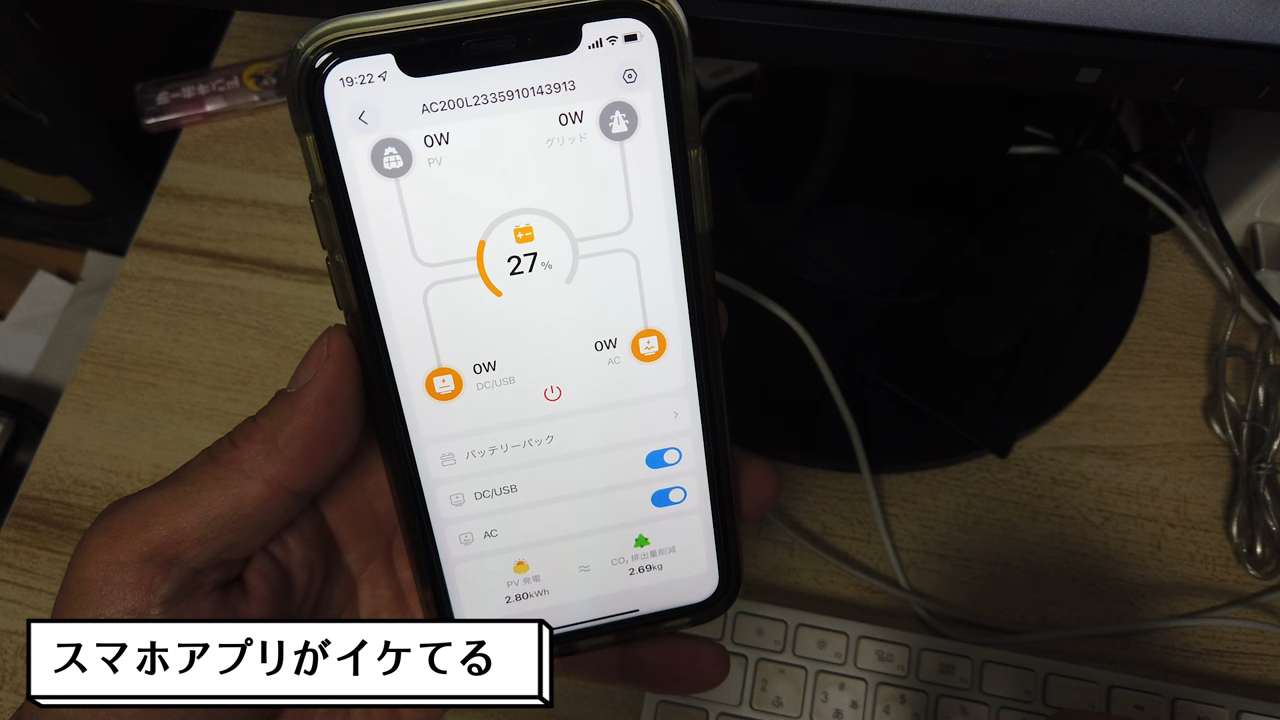 19:22
AC200L2335910143913
0W
PV
0W
グリッド
27%
0W
DC/USB
0W
AC
バッテリーパック
DC/USB
AC
PV 発電
2.80kWh
≈
CO₂ 排出量削減
2.69kg
スマホアプリがイケてる